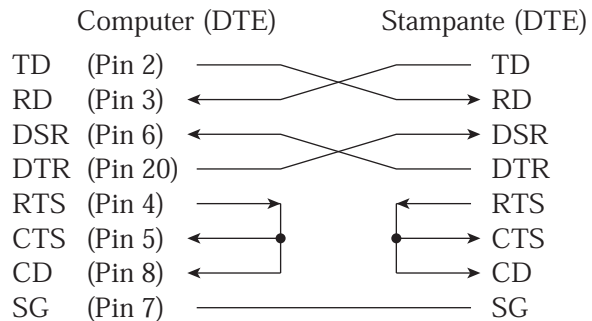 Computer (DTE) Stampante (DTE)
TD (Pin 2) TD
RD (Pin 3) RD
DSR (Pin 6) DSR
DTR (Pin 20) DTR
RTS (Pin 4) RTS
CTS (Pin 5) CTS
CD (Pin 8) CD
SG (Pin 7) SG